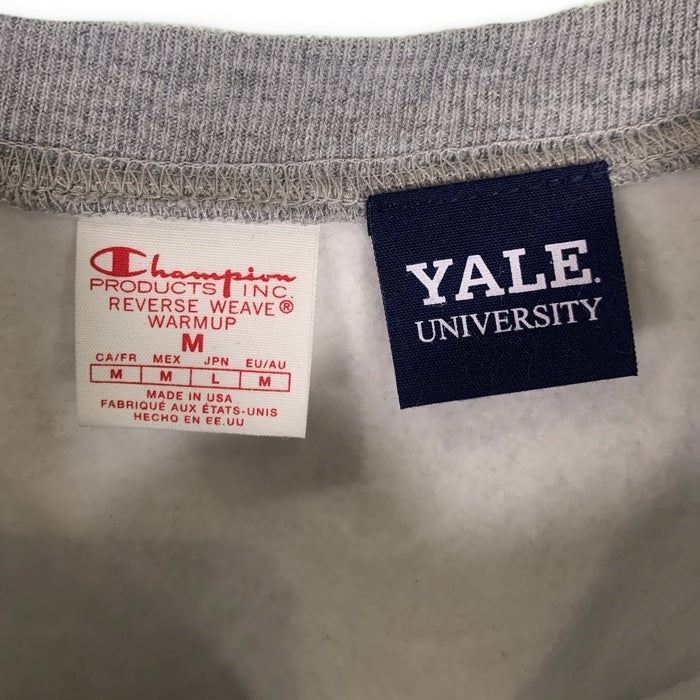 Champion
PRODUCTS INC.
REVERSE WEAVE®
WARMUP
M
CA/FR MEX JPN EU/AU
M M L M
MADE IN USA
FABRIQUÉ AUX ÉTATS-UNIS
HECHO EN EE.UU
YALE.
UNIVERSITY